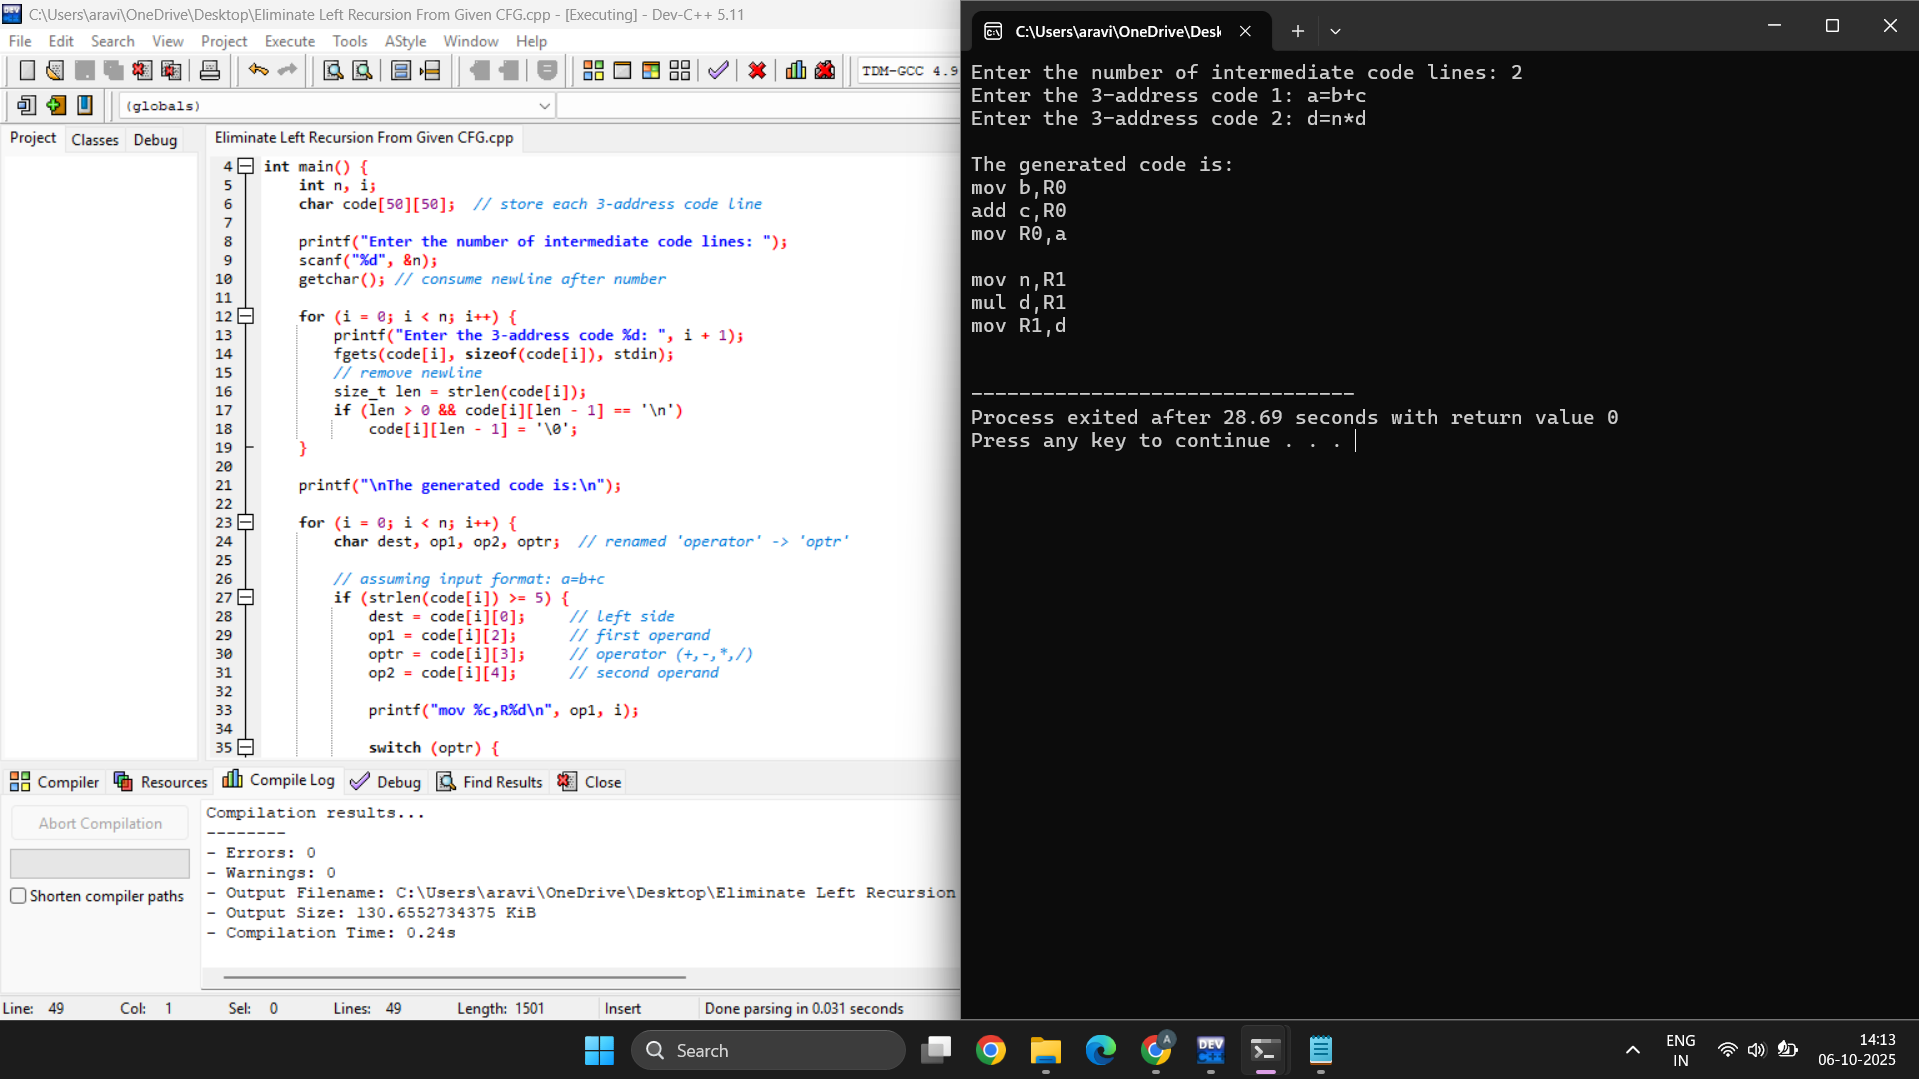 C:\Users\aravi\OneDrive\Desktop\Eliminate Left Recursion From Given CFG.cpp - [Executing] - Dev-C++ 5.11
File Edit Search View Project Execute Tools AStyle Window Help
TDM-GCC 4.9
(globals)
Project Classes Debug
Eliminate Left Recursion From Given CFG.cpp
4 int main() {
5 int n, i;
6 char code[50][50]; // store each 3-address code line
7
8 printf("Enter the number of intermediate code lines: ");
9 scanf("%d", &n);
10 getchar(); // consume newline after number
11
12 for (i = 0; i < n; i++) {
13 printf("Enter the 3-address code %d: ", i + 1);
14 fgets(code[i], sizeof(code[i]), stdin);
15 // remove newline
16 size_t len = strlen(code[i]);
17 if (len > 0 && code[i][len - 1] == '\n')
18 code[i][len - 1] = '\0';
19 }
20
21 printf("\nThe generated code is:\n");
22
23 for (i = 0; i < n; i++) {
24 char dest, op1, op2, optr; // renamed 'operator' -> 'optr'
25
26 // assuming input format: a=b+c
27 if (strlen(code[i]) >= 5) {
28 dest = code[i][0]; // left side
29 op1 = code[i][2]; // first operand
30 optr = code[i][3]; // operator (+,-,*,/)
31 op2 = code[i][4]; // second operand
32
33 printf("mov %c,R%d\n", op1, i);
34
35 switch (optr) {
Compiler Resources Compile Log Debug Find Results Close
Abort Compilation
Shorten compiler paths
Compilation results...
--------
- Errors: 0
- Warnings: 0
- Output Filename: C:\Users\aravi\OneDrive\Desktop\Eliminate Left Recursion
- Output Size: 130.6552734375 KiB
- Compilation Time: 0.24s
Line: 49 Col: 1 Sel: 0 Lines: 49 Length: 1501 Insert Done parsing in 0.031 seconds
C:\Users\aravi\OneDrive\Desk
Enter the number of intermediate code lines: 2
Enter the 3-address code 1: a=b+c
Enter the 3-address code 2: d=n*d
The generated code is:
mov b,R0
add c,R0
mov R0,a
mov n,R1
mul d,R1
mov R1,d
--------------------------------
Process exited after 28.69 seconds with return value 0
Press any key to continue . . .
Search
A
DEV
C++
ENG
IN
14:13
06-10-2025